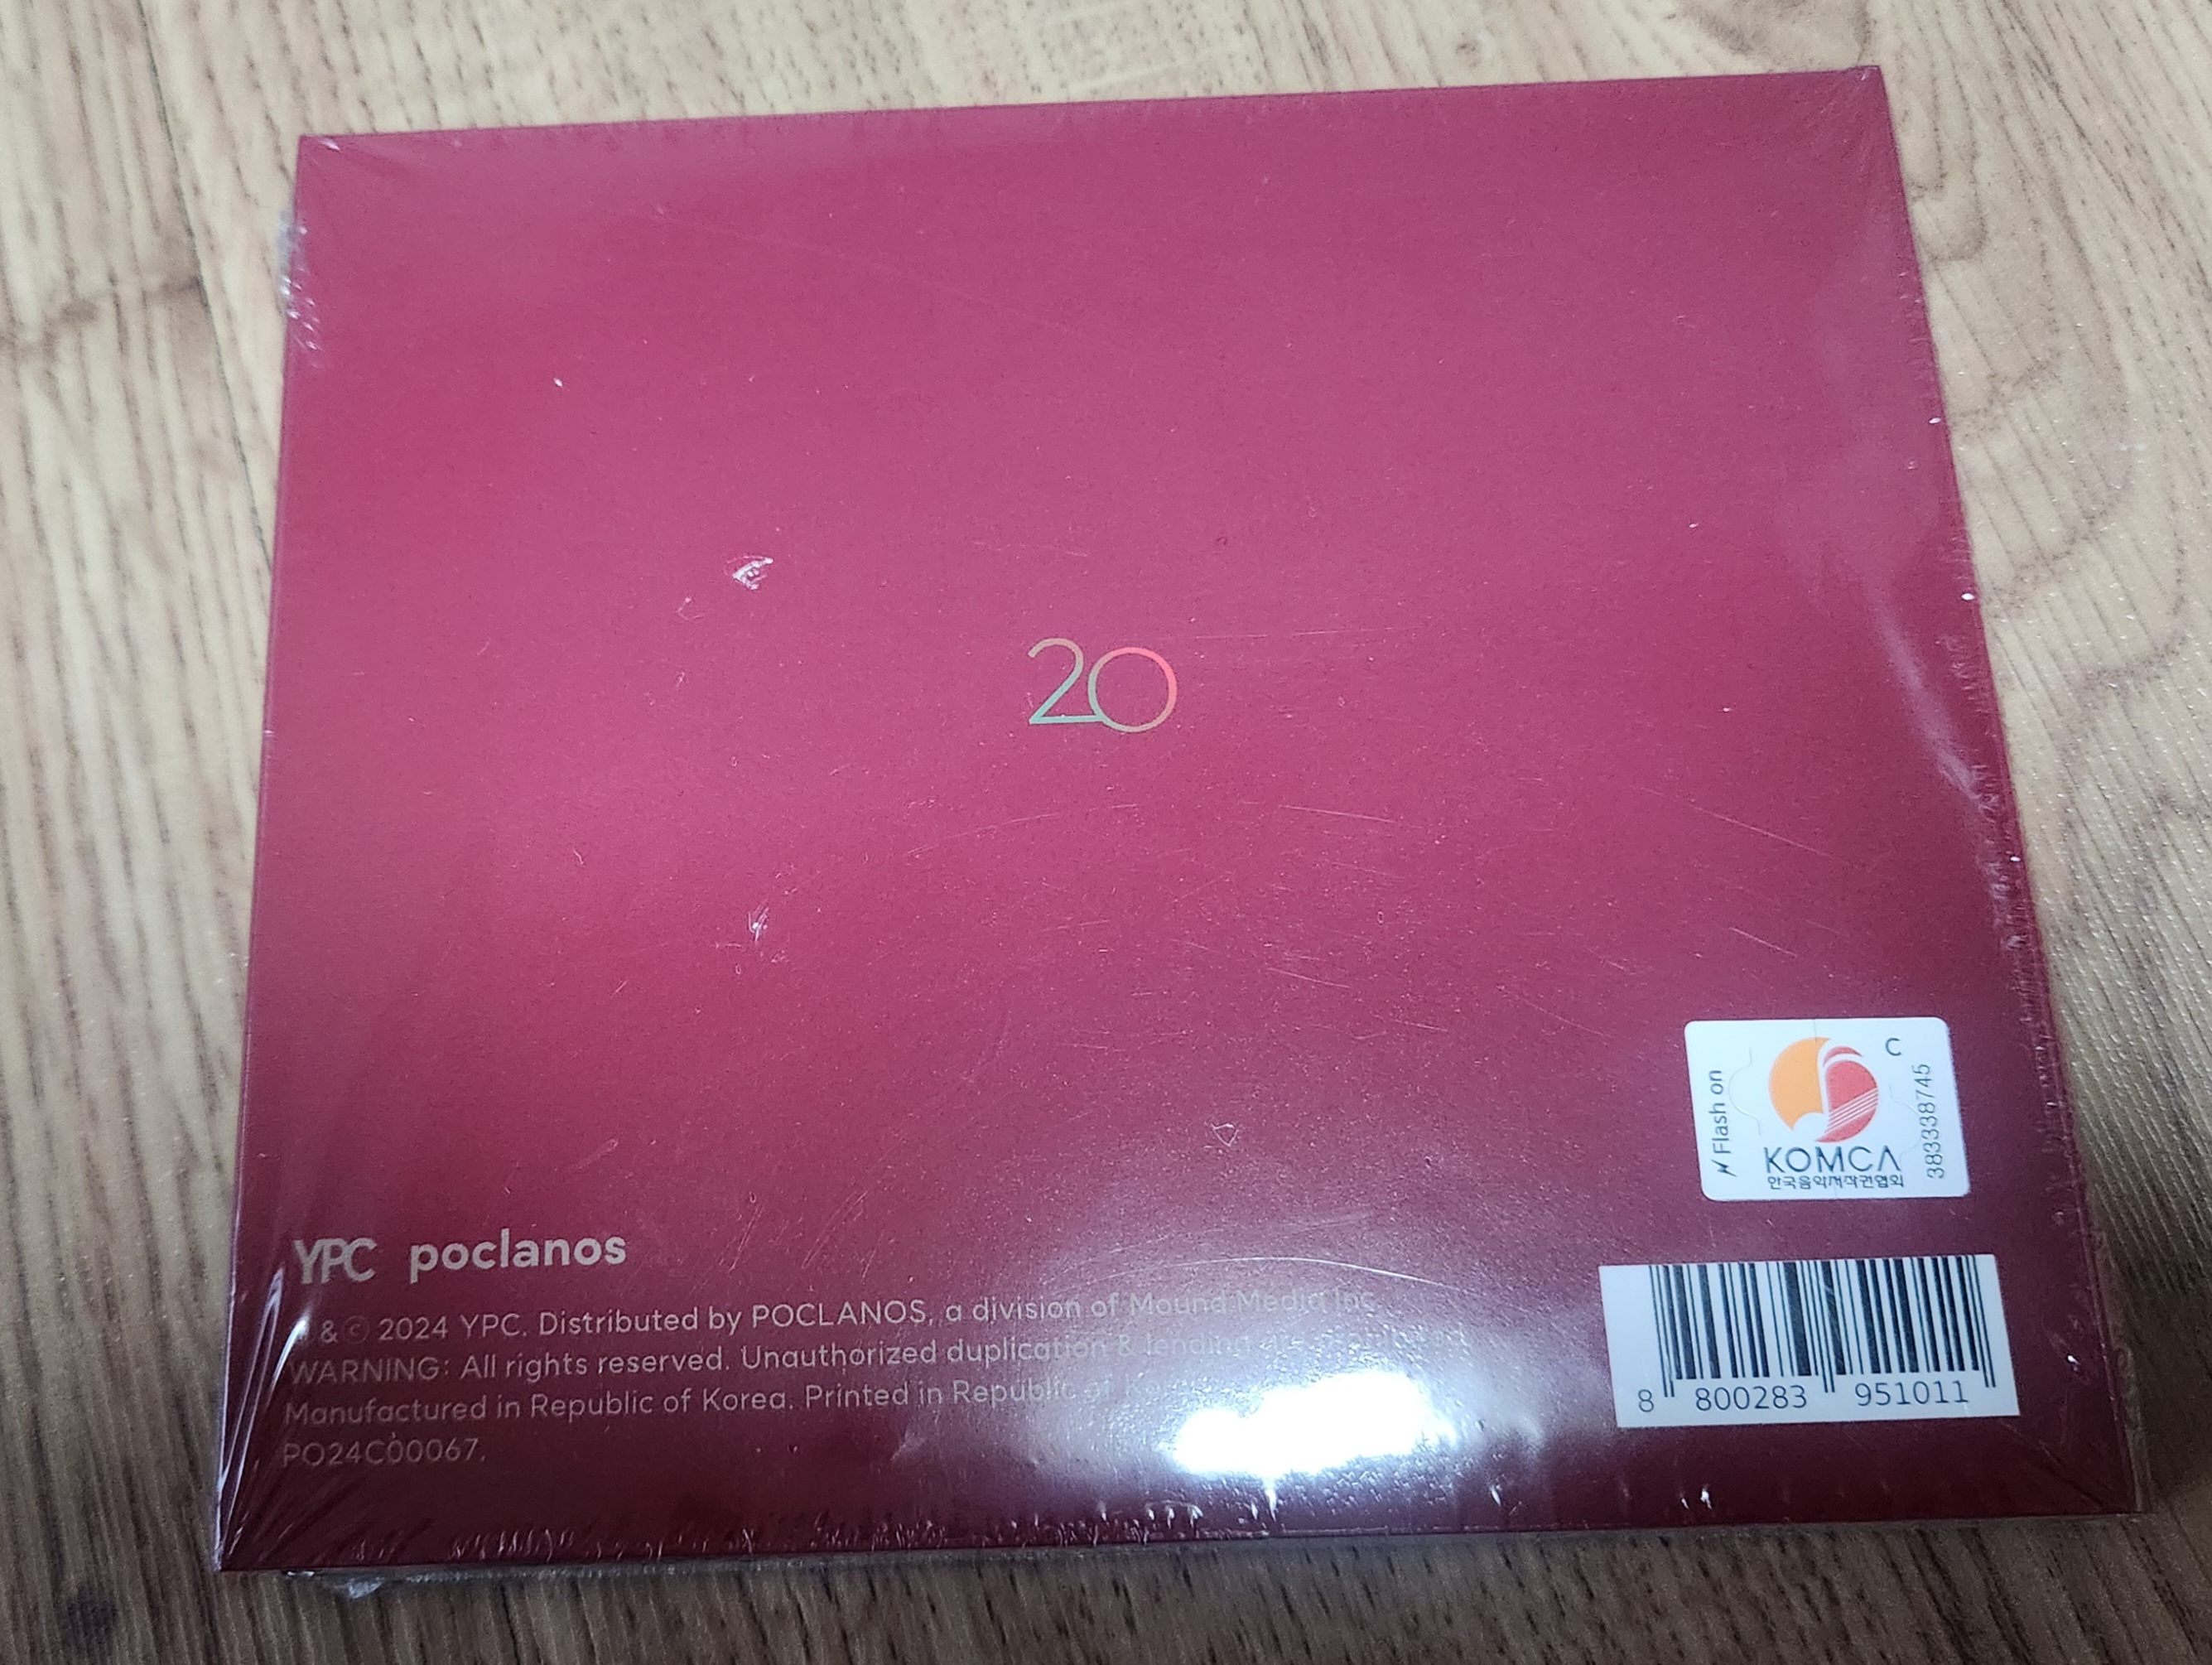 20
Flash on
C
383338745
KOMCA
한국음악저작권협회
YPC poclanos
& © 2024 YPC. Distributed by POCLANOS, a division of Mound Media Inc.
WARNING: All rights reserved. Unauthorized duplication & lending
Manufactured in Republic of Korea. Printed in Republic of
PO24C00067.
8 800283 951011